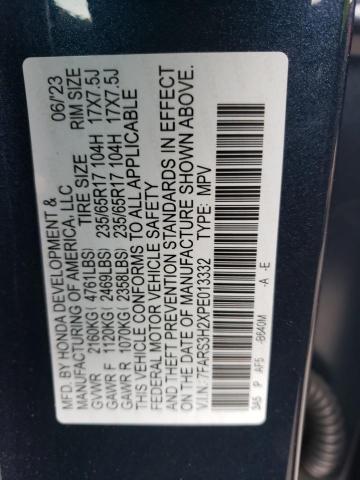 MFD. BY HONDA DEVELOPMENT & 06/'23
MANUFACTURING OF AMERICA, LLC
TIRE SIZE RIM SIZE
GVWR 2160KG( 4761LBS)
GAWR F 1120KG( 2469LBS) 235/65R17 104H 17X7.5J
GAWR R 1070KG( 2358LBS) 235/65R17 104H 17X7.5J
THIS VEHICLE CONFORMS TO ALL APPLICABLE
FEDERAL MOTOR VEHICLE SAFETY
AND THEFT PREVENTION STANDARDS IN EFFECT
ON THE DATE OF MANUFACTURE SHOWN ABOVE.
V.I.N.: 7FARS3H2XPE013332 TYPE: MPV
3A5 P AF5 -B640M -A -E